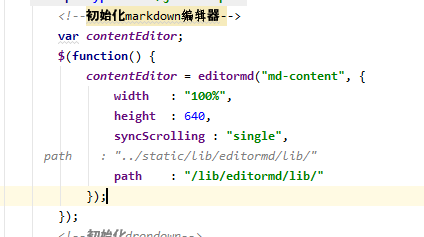 <!--初始化markdown编辑器-->
var contentEditor;
$(function() {
contentEditor = editormd("md-content", {
width : "100%",
height : 640,
syncScrolling : "single",
path : "../static/lib/editormd/lib/"
path : "/lib/editormd/lib/"
});
});
<!--初始化dropdown-->